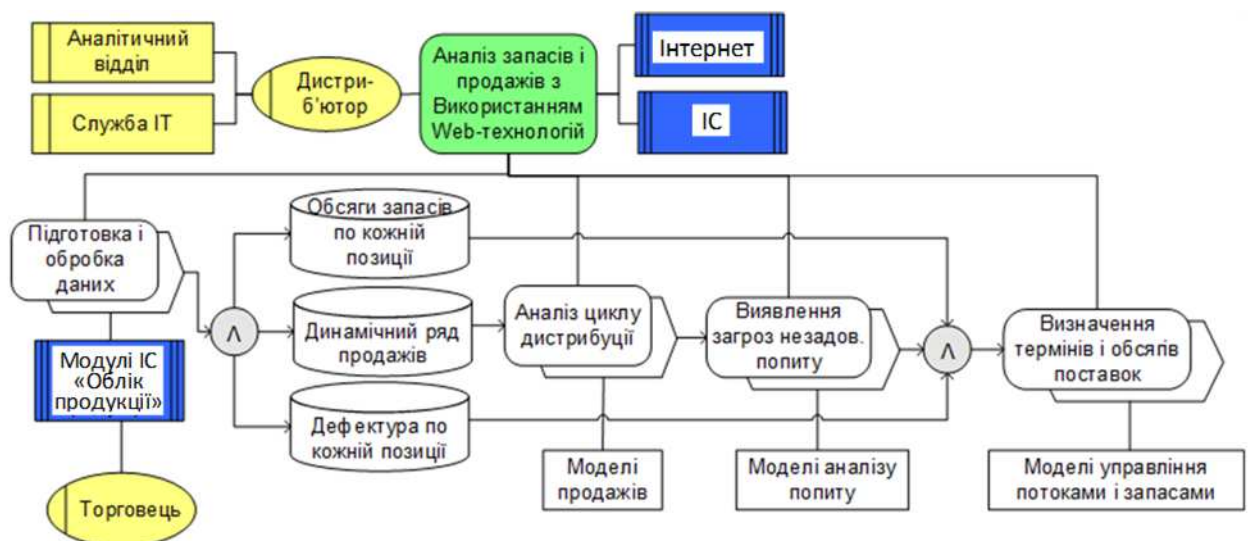 Аналітичний
відділ
Служба ІТ
Дистри-
б'ютор
Аналіз запасів і
продажів з
Використанням
Web-технологій
Інтернет
ІС
Підготовка і
обробка
даних
Модулі ІС
«Облік
продукції»
Торговець
Λ
Обсяги запасів
по кожній
позиції
Динамічний ряд
продажів
Дефектура по
кожній позиції
Аналіз циклу
дистрибуції
Моделі
продажів
Виявлення
загроз незадов.
попиту
Моделі аналізу
попиту
Λ
Визначення
термінів і обсягів
поставок
Моделі управління
потоками і запасами